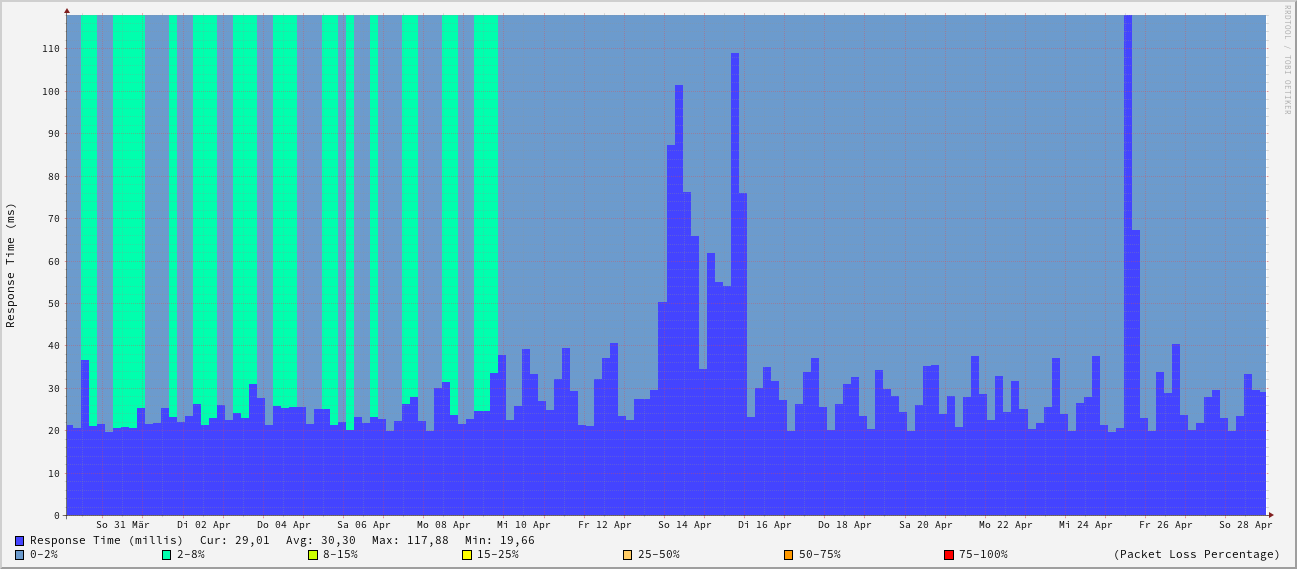 RRDTOOL / TOBI OETIKER
Response Time (ms)
110
100
90
80
70
60
50
40
30
20
10
0
So 31 Mär Di 02 Apr Do 04 Apr Sa 06 Apr Mo 08 Apr Mi 10 Apr Fr 12 Apr So 14 Apr Di 16 Apr Do 18 Apr Sa 20 Apr Mo 22 Apr Mi 24 Apr Fr 26 Apr So 28 Apr
Response Time (millis) Cur: 29,01 Avg: 30,30 Max: 117,88 Min: 19,66
0-2% 2-8% 8-15% 15-25% 25-50% 50-75% 75-100% (Packet Loss Percentage)